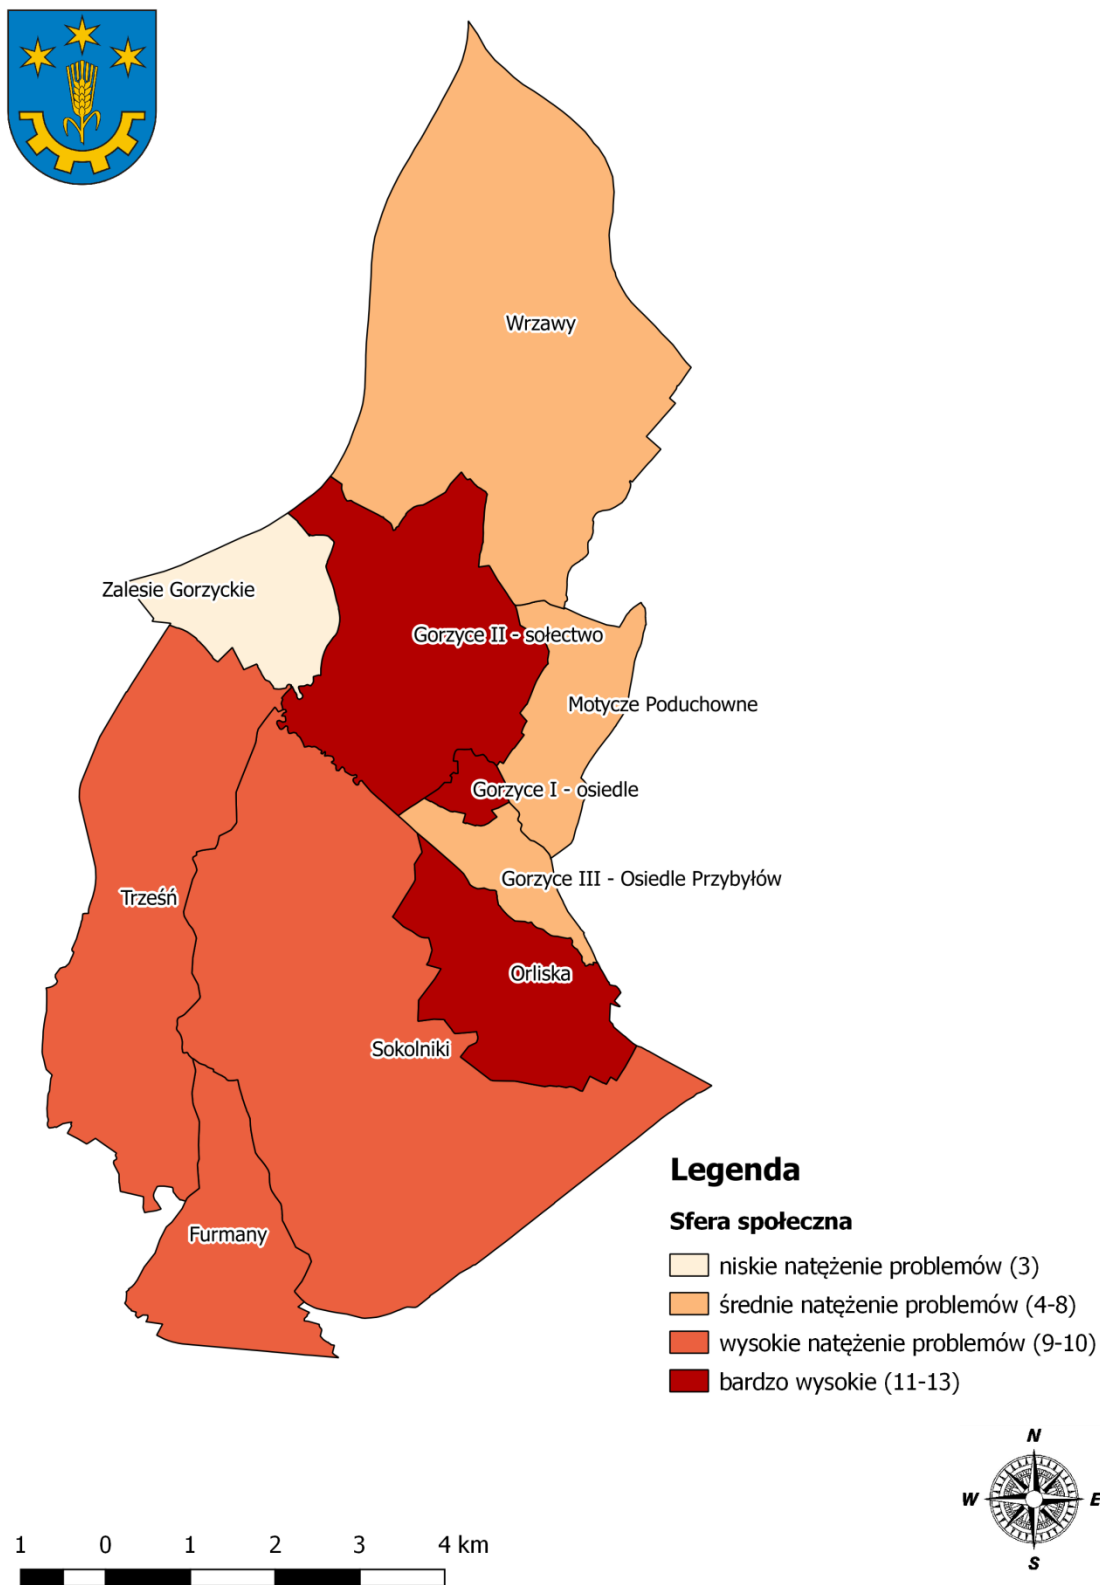 Wrzawy
Zalesie Gorzyckie
Gorzyce II - sołectwo
Motycze Poduchowne
Gorzyce I - osiedle
Gorzyce III - Osiedle Przybyłów
Trześń
Orliska
Sokolniki
Furmany
Legenda
Sfera społeczna
niskie natężenie problemów (3)
średnie natężenie problemów (4-8)
wysokie natężenie problemów (9-10)
bardzo wysokie (11-13)
N
W E
S
1 0 1 2 3 4 km